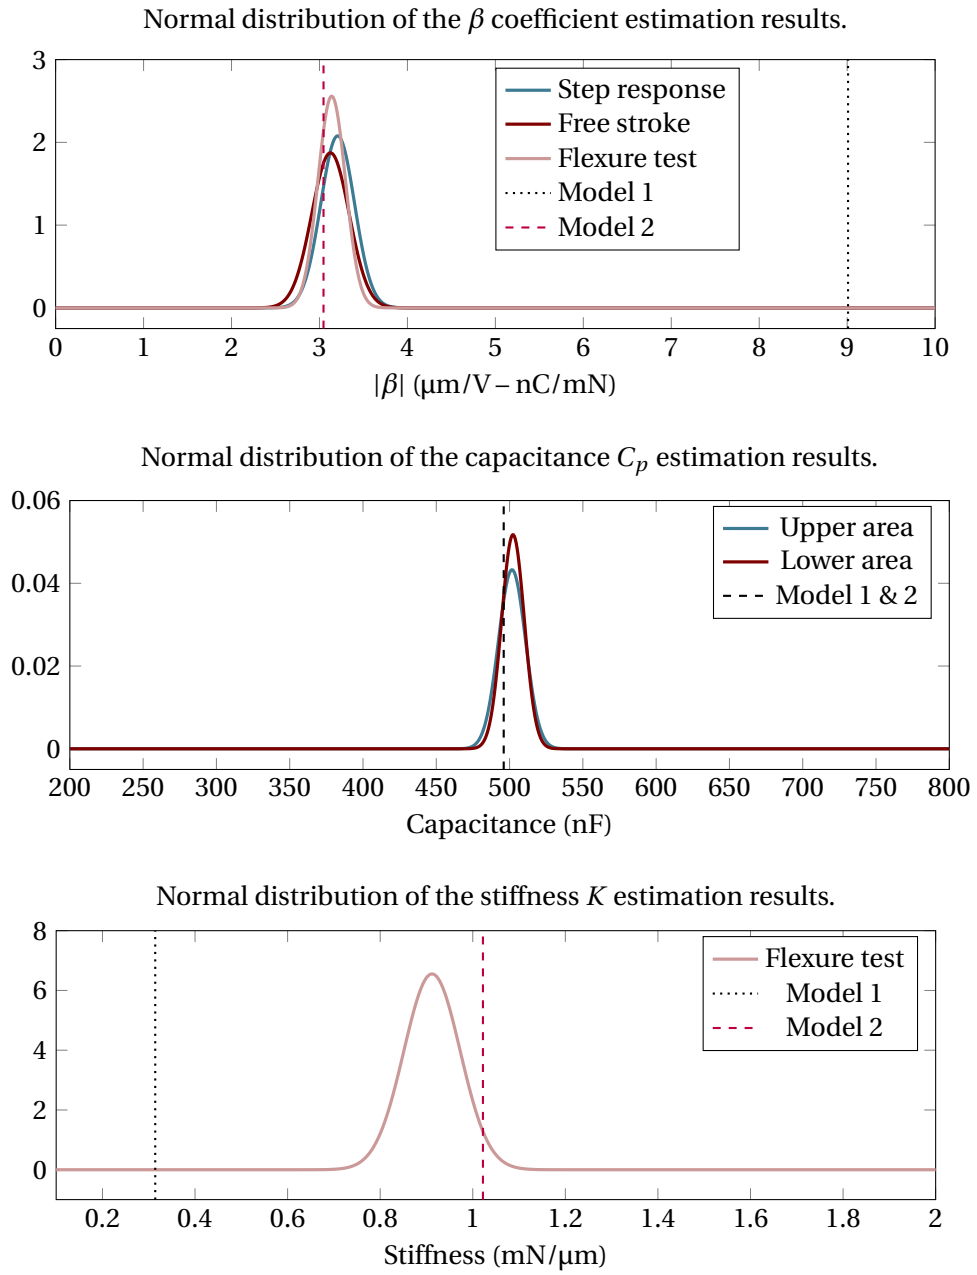 Normal distribution of the β coefficient estimation results.
3
2
1
0
Step response
Free stroke
Flexure test
Model 1
Model 2
0 1 2 3 4 5 6 7 8 9 10
|β| (μm/V – nC/mN)
Normal distribution of the capacitance Cp estimation results.
0.06
0.04
0.02
0
Upper area
Lower area
Model 1 & 2
200 250 300 350 400 450 500 550 600 650 700 750 800
Capacitance (nF)
Normal distribution of the stiffness K estimation results.
8
6
4
2
0
Flexure test
Model 1
Model 2
0.2 0.4 0.6 0.8 1 1.2 1.4 1.6 1.8 2
Stiffness (mN/μm)